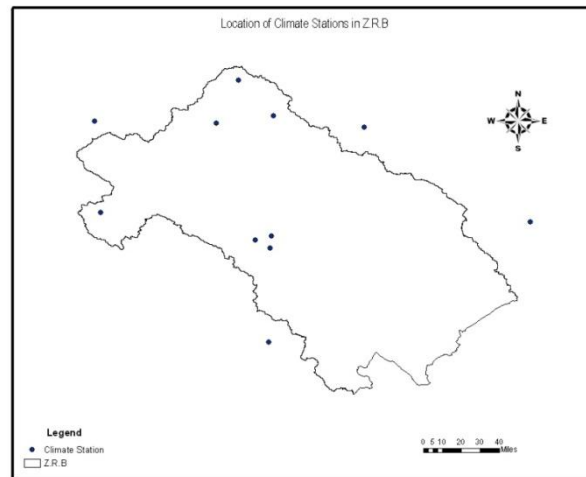 Location of Climate Stations in Z.R.B
N
W E
S
Legend
Climate Station
Z.R.B
0 5 10 20 30 40
Miles